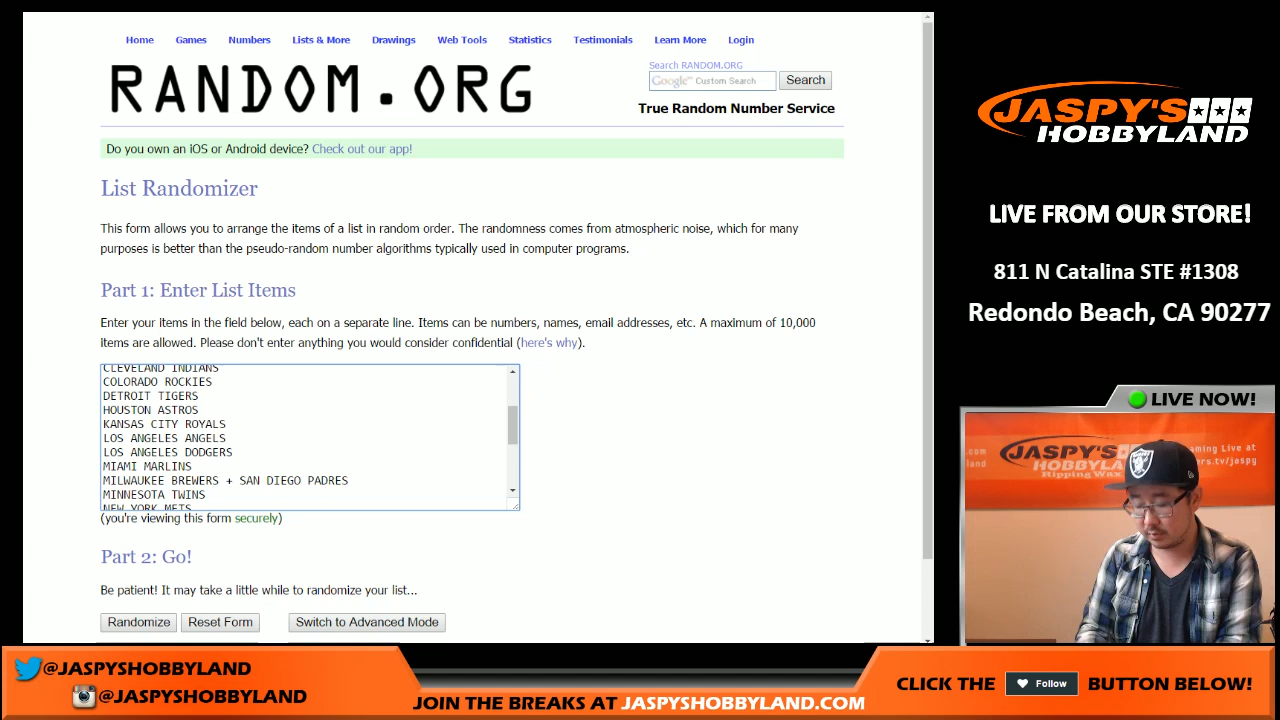 Home Games Numbers Lists & More Drawings Web Tools Statistics Testimonials Learn More Login
RANDOM.ORG
Search RANDOM.ORG
Google Custom Search Search
True Random Number Service
Do you own an iOS or Android device? Check out our app!
List Randomizer
This form allows you to arrange the items of a list in random order. The randomness comes from atmospheric noise, which for many
purposes is better than the pseudo-random number algorithms typically used in computer programs.
Part 1: Enter List Items
Enter your items in the field below, each on a separate line. Items can be numbers, names, email addresses, etc. A maximum of 10,000
items are allowed. Please don't enter anything you would consider confidential (here's why).
CLEVELAND INDIANS
COLORADO ROCKIES
DETROIT TIGERS
HOUSTON ASTROS
KANSAS CITY ROYALS
LOS ANGELES ANGELS
LOS ANGELES DODGERS
MIAMI MARLINS
MILWAUKEE BREWERS + SAN DIEGO PADRES
MINNESOTA TWINS
NEW YORK METS
(you're viewing this form securely)
Part 2: Go!
Be patient! It may take a little while to randomize your list...
Randomize Reset Form Switch to Advanced Mode
JASPY'S
HOBBYLAND
LIVE FROM OUR STORE!
811 N Catalina STE #1308
Redondo Beach, CA 90277
LIVE NOW!
JASPY'S
HOBBYLA
Ripping Wax
.com
land
aming Live at
ers.tv/jaspy
@JASPYSHOBBYLAND
@JASPYSHOBBYLAND
JOIN THE BREAKS AT JASPYSHOBBYLAND.COM
CLICK THE Follow BUTTON BELOW!